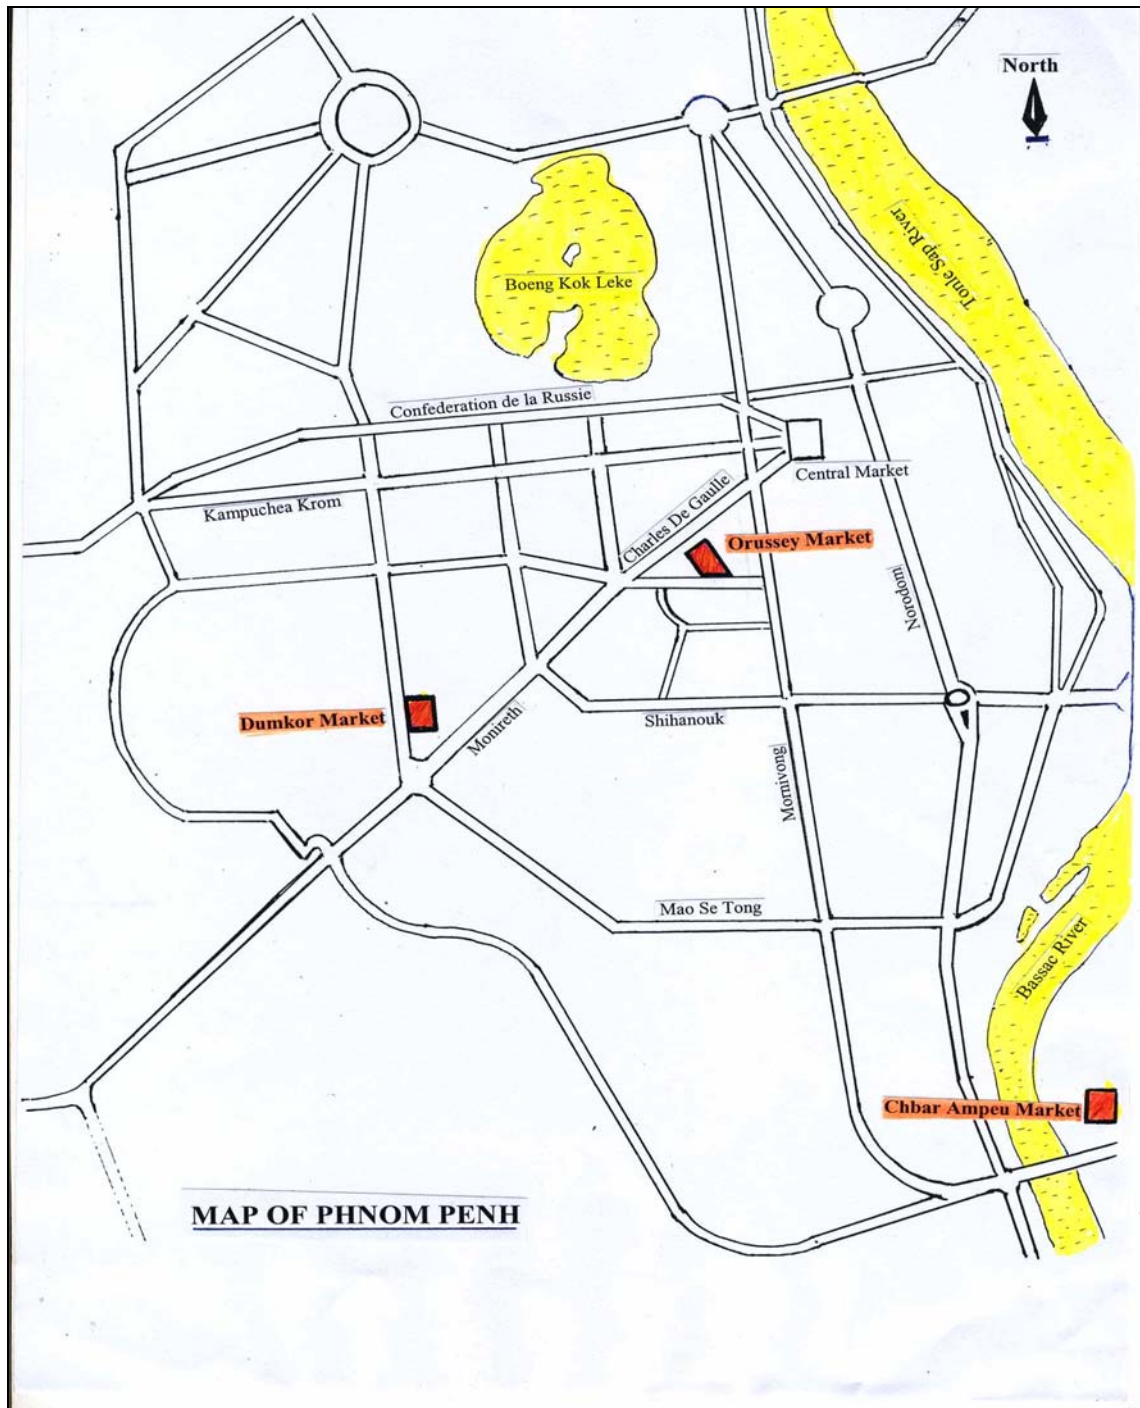 North
Tonle Sap River
Boeng Kok Leke
Confederation de la Russie
Central Market
Kampuchea Krom
Charles De Gaulle
Orussey Market
Norodom
Dumkor Market
Monireth
Shihanouk
Mornivong
Mao Se Tong
Bassac River
Chbar Ampeu Market
MAP OF PHNOM PENH